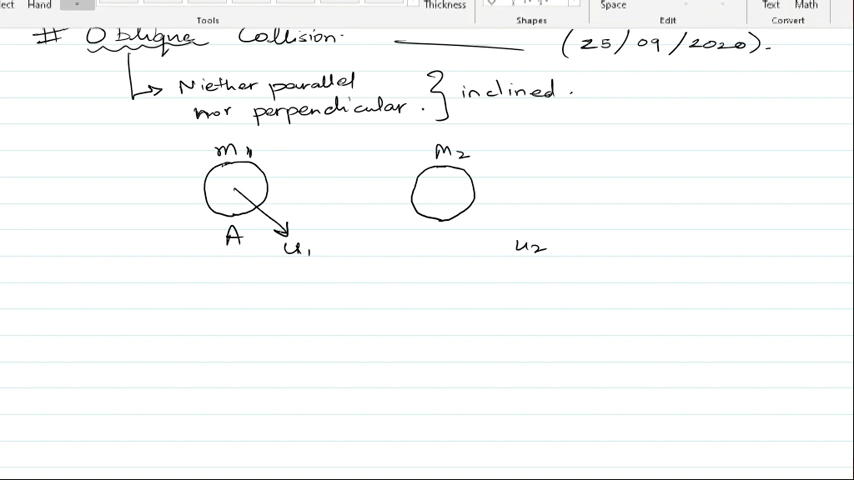 ect Hand Thickness Space Text Math
Tools Shapes Edit Convert
# Oblique Collision. (25/09/2020).
Niether parallel
nor perpendicular. } inclined.
m1 m2
A
u1 u2